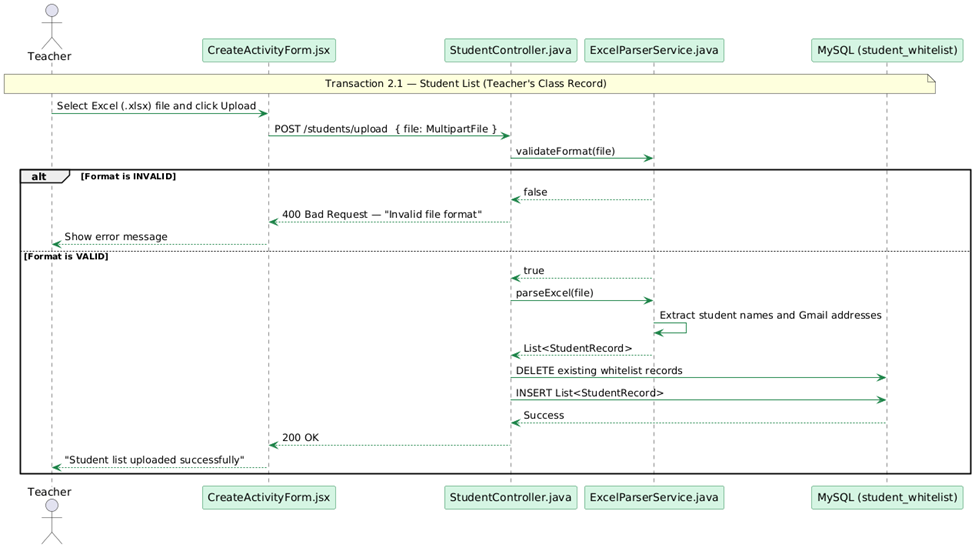 Teacher
CreateActivityForm.jsx
StudentController.java
ExcelParserService.java
MySQL (student_whitelist)
Transaction 2.1 — Student List (Teacher's Class Record)
Select Excel (.xlsx) file and click Upload
POST /students/upload { file: MultipartFile }
validateFormat(file)
alt [Format is INVALID]
false
400 Bad Request — "Invalid file format"
Show error message
[Format is VALID]
true
parseExcel(file)
Extract student names and Gmail addresses
List<StudentRecord>
DELETE existing whitelist records
INSERT List<StudentRecord>
Success
200 OK
"Student list uploaded successfully"
Teacher
CreateActivityForm.jsx
StudentController.java
ExcelParserService.java
MySQL (student_whitelist)